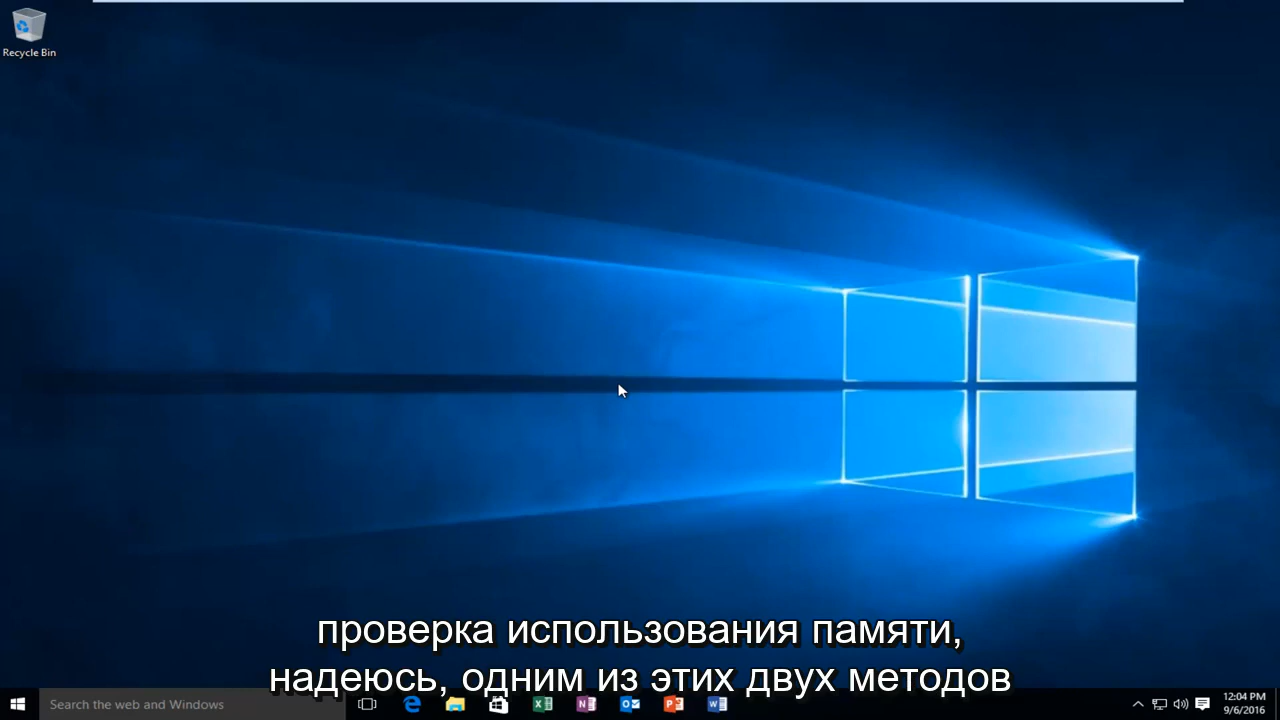 Recycle Bin
проверка использования памяти,
надеюсь, одним из этих двух методов
Search the web and Windows
12:04 PM
9/6/2016